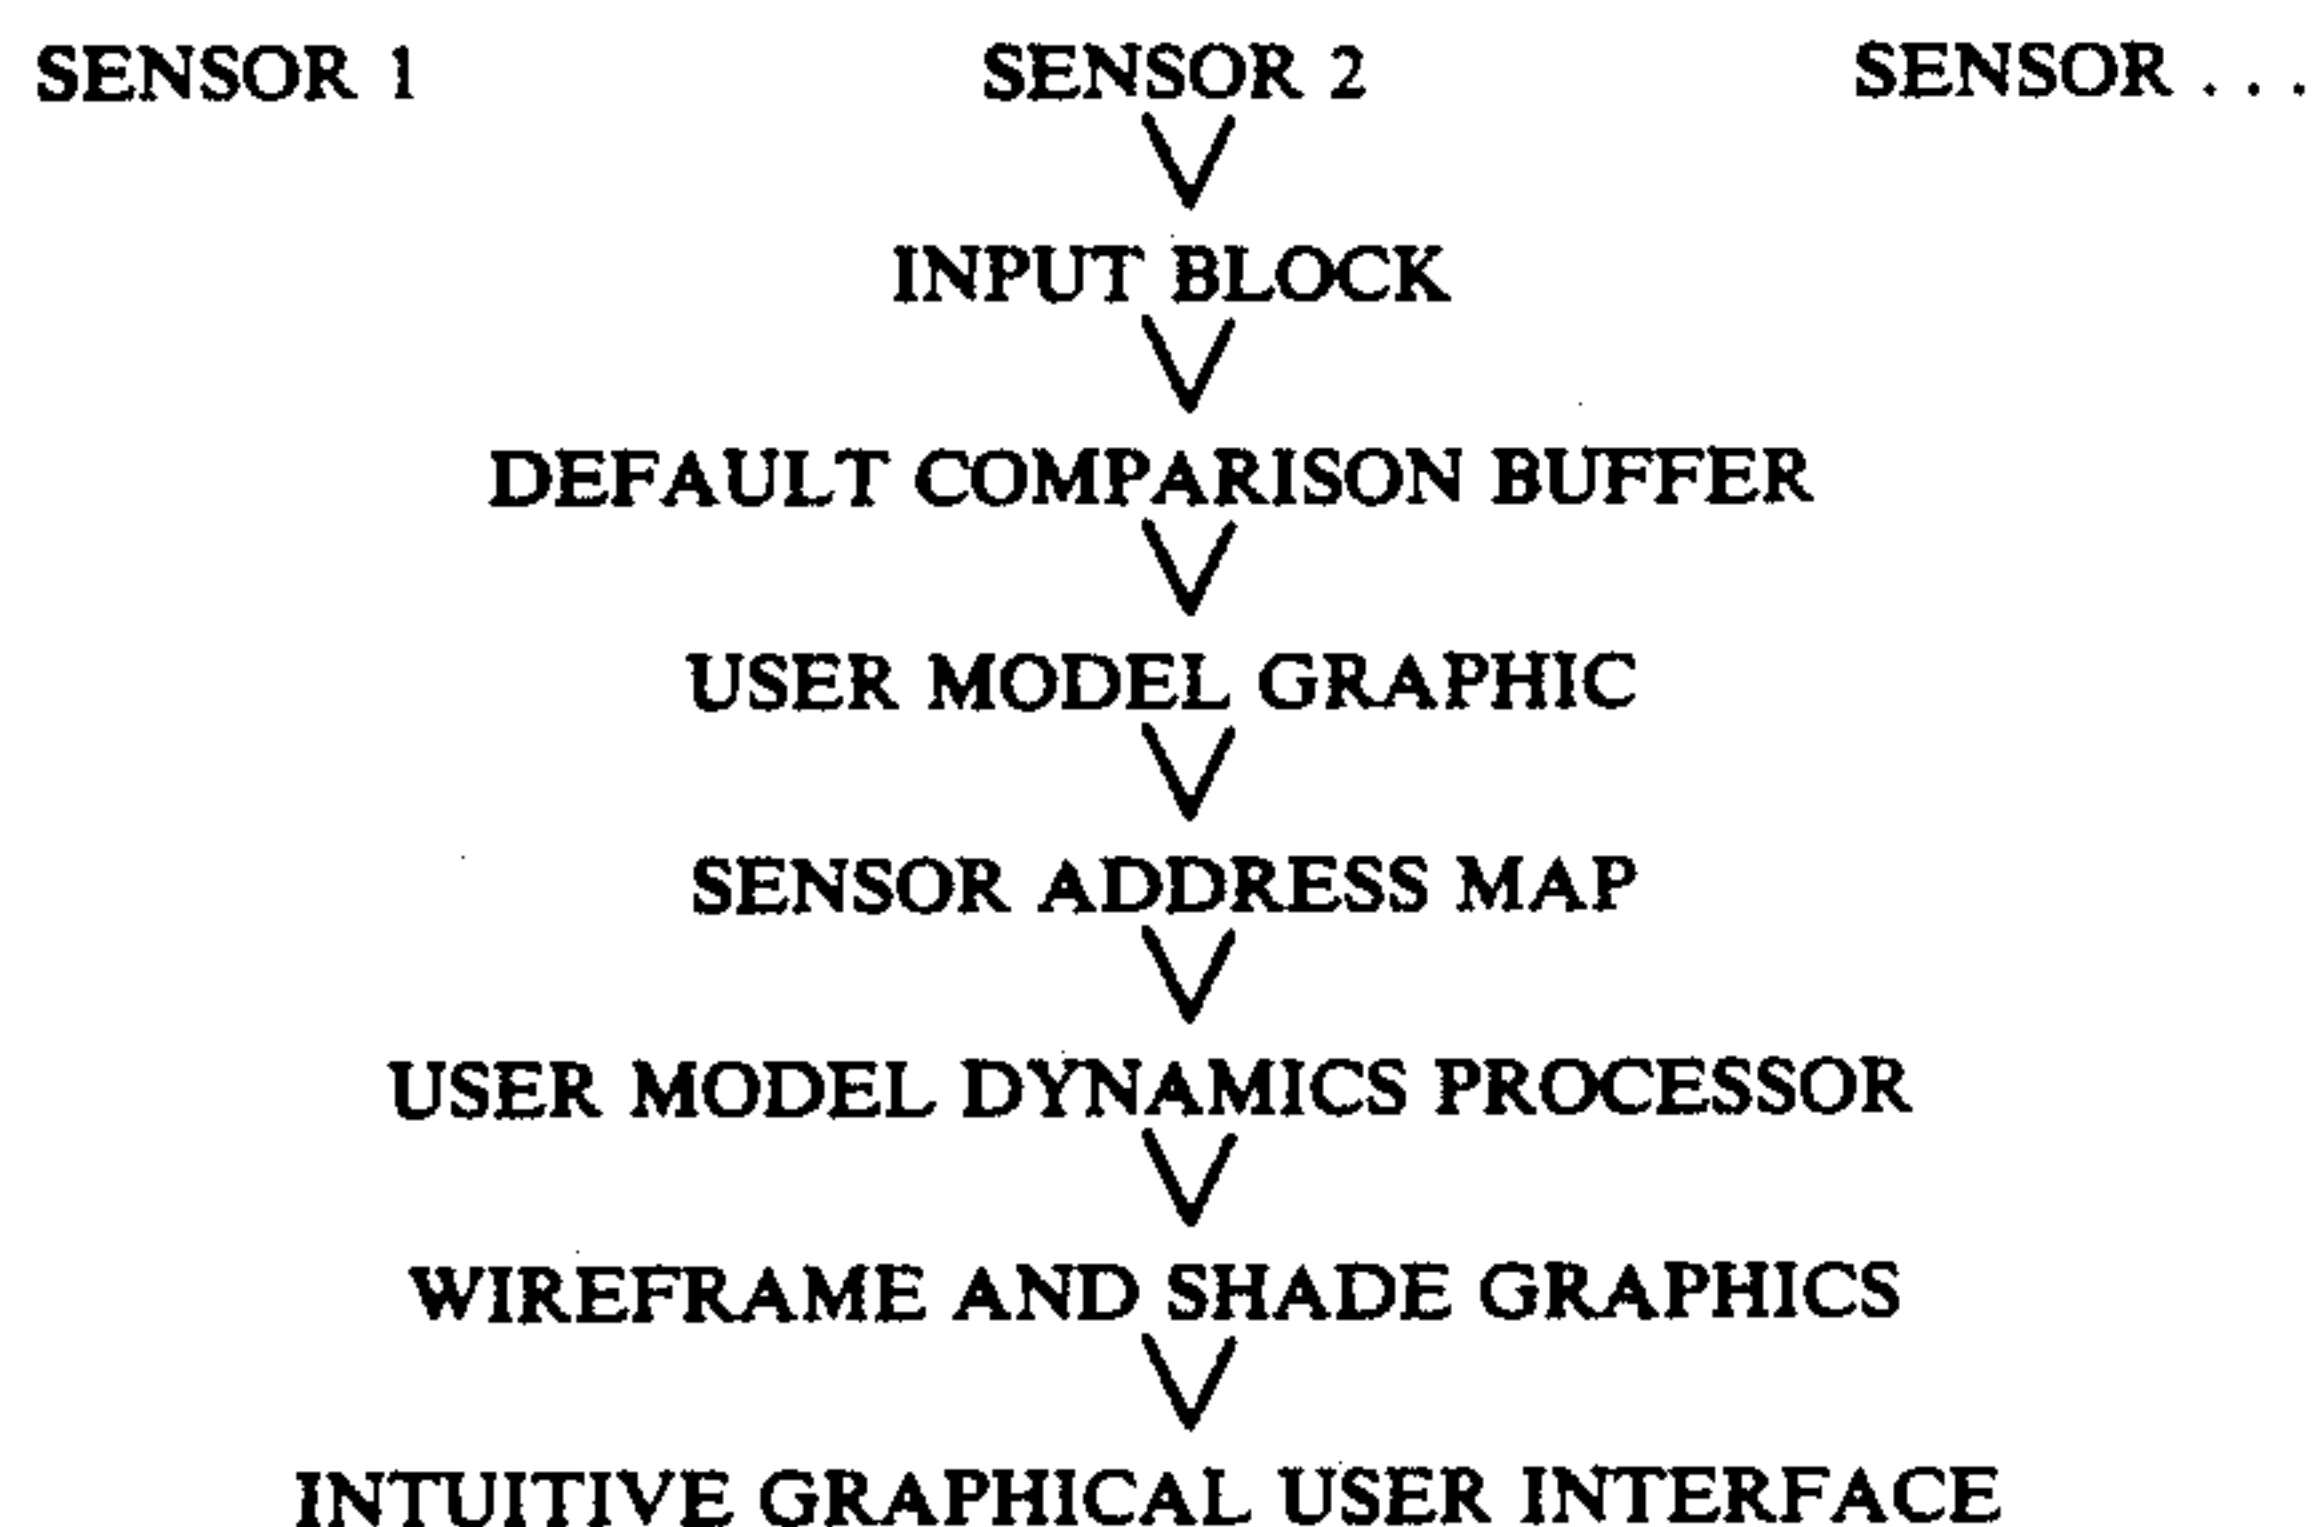 SENSOR 1 SENSOR 2 SENSOR . . .
INPUT BLOCK
DEFAULT COMPARISON BUFFER
USER MODEL GRAPHIC
SENSOR ADDRESS MAP
USER MODEL DYNAMICS PROCESSOR
WIREFRAME AND SHADE GRAPHICS
INTUITIVE GRAPHICAL USER INTERFACE